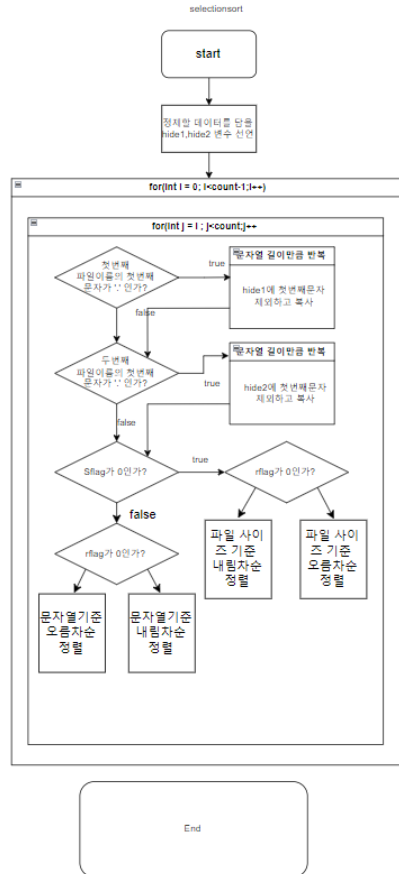 selectionsort
start
정제할 데이터를 담을
hide1,hide2 변수 선언
for(int i = 0; i<count-1;i++)
for(int j = i ; j<count;j++
첫번째
파일이름의 첫번째
문자가 '.' 인가?
true
문자열 길이만큼 반복
hide1에 첫번째문자
제외하고 복사
false
두번째
파일이름의 첫번째
문자가 '.' 인가?
true
문자열 길이만큼 반복
hide2에 첫번째문자
제외하고 복사
false
Sflag가 0인가?
true
rflag가 0인가?
false
파일 사이
즈 기준
내림차순
정렬
파일 사이
즈 기준
오름차순
정렬
rflag가 0인가?
문자열기준
오름차순
정렬
문자열기준
내림차순
정렬
End